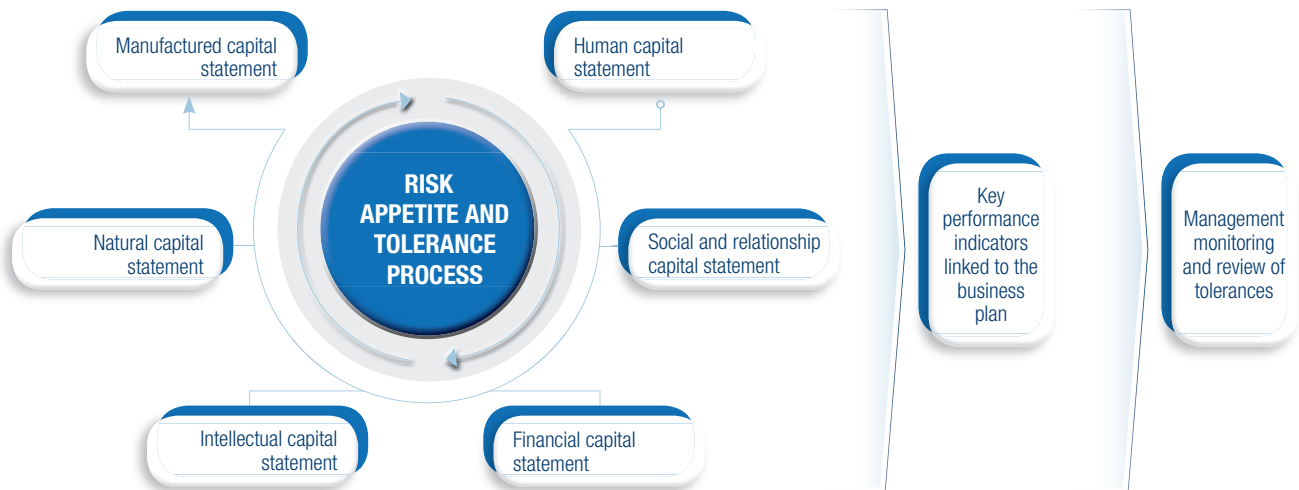 Manufactured capital
statement
Human capital
statement
RISK
APPETITE AND
TOLERANCE
PROCESS
Natural capital
statement
Social and relationship
capital statement
Intellectual capital
statement
Financial capital
statement
Key
performance
indicators
linked to the
business
plan
Management
monitoring
and review of
tolerances